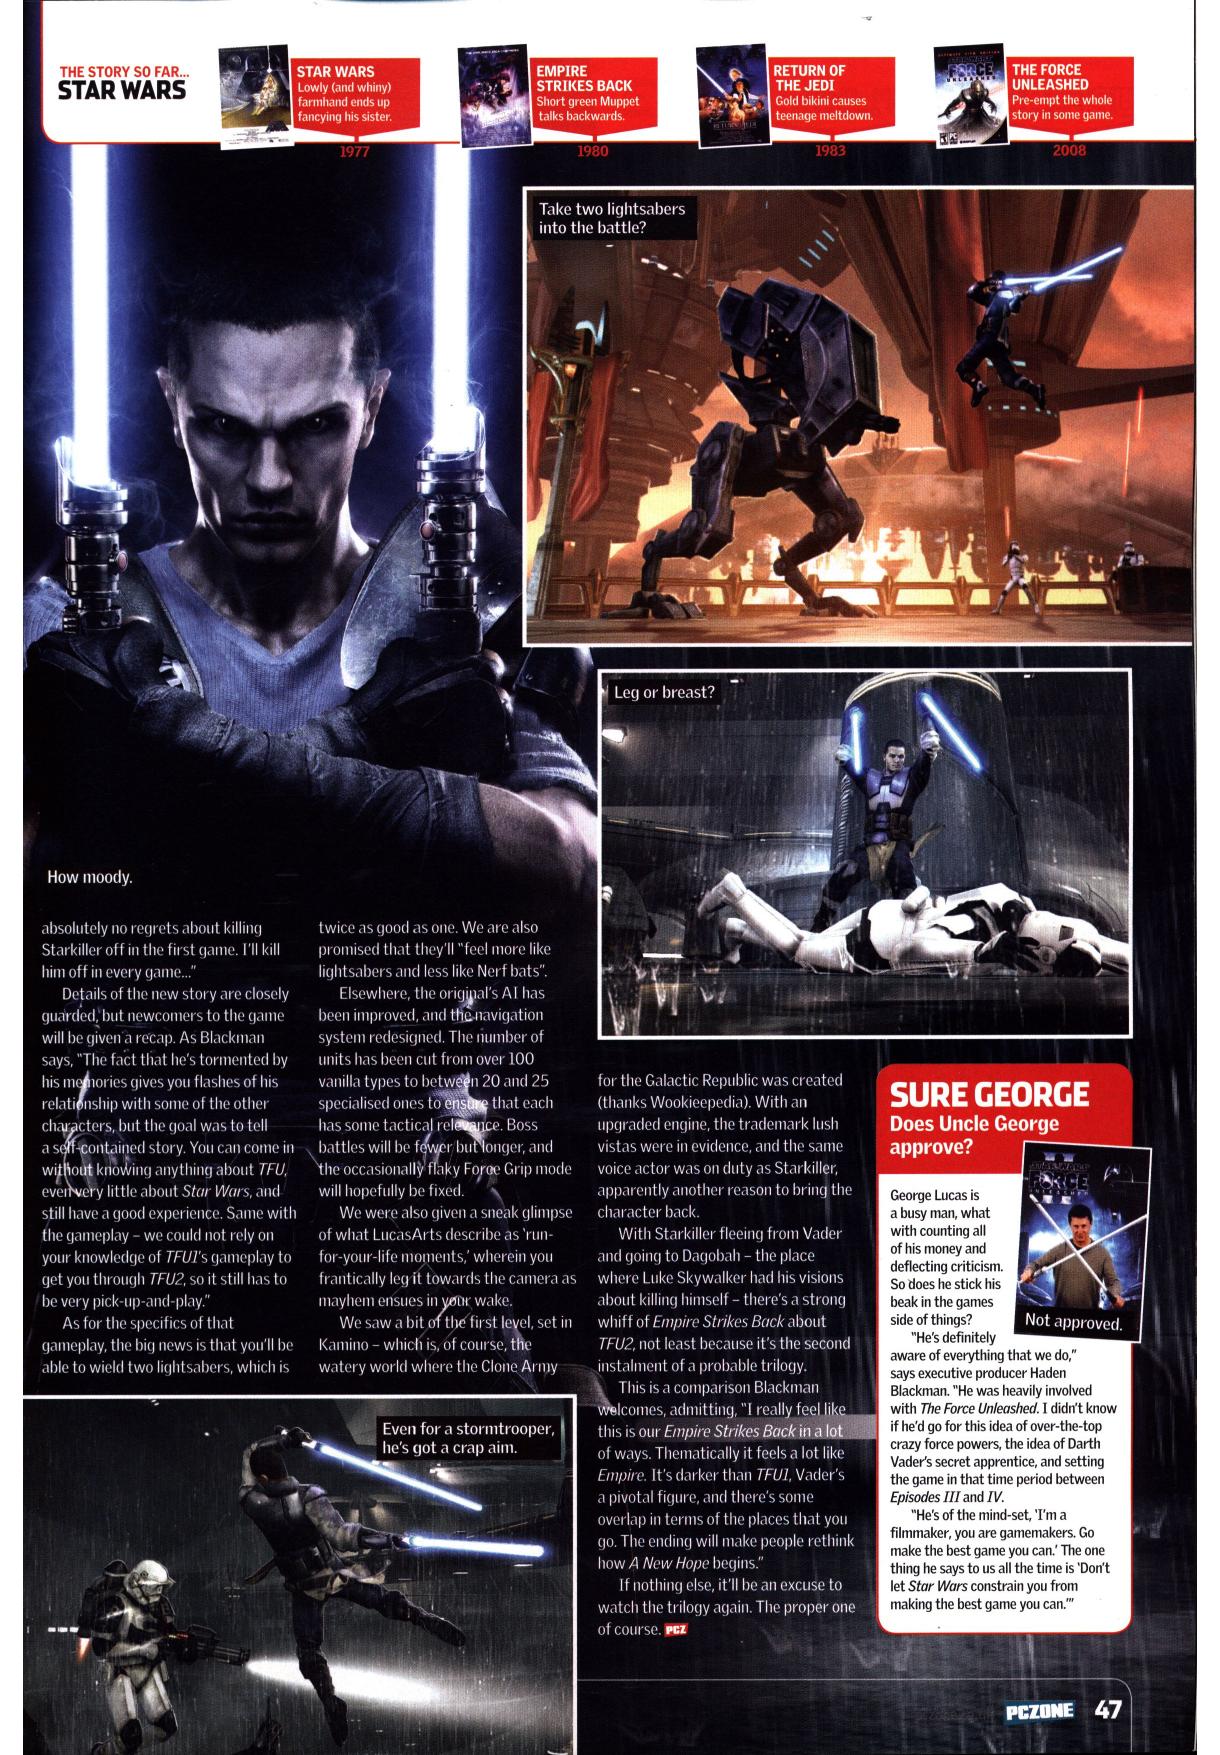 THE STORY SO FAR...
STAR WARS
STAR WARS
Lowly (and whiny)
farmhand ends up
fancying his sister.
1977
EMPIRE
STRIKES BACK
Short green Muppet
talks backwards.
1980
RETURN OF
THE JEDI
Gold bikini causes
teenage meltdown.
1983
THE FORCE
UNLEASHED
Pre-empt the whole
story in some game.
2008
Take two lightsabers
into the battle?
Leg or breast?
How moody.
absolutely no regrets about killing
Starkiller off in the first game. I'll kill
him off in every game..."
Details of the new story are closely
guarded, but newcomers to the game
will be given a recap. As Blackman
says, "The fact that he's tormented by
his memories gives you flashes of his
relationship with some of the other
characters, but the goal was to tell
a self-contained story. You can come in
without knowing anything about TFU,
even very little about Star Wars, and
still have a good experience. Same with
the gameplay – we could not rely on
your knowledge of TFU1's gameplay to
get you through TFU2, so it still has to
be very pick-up-and-play."
As for the specifics of that
gameplay, the big news is that you'll be
able to wield two lightsabers, which is
twice as good as one. We are also
promised that they'll "feel more like
lightsabers and less like Nerf bats".
Elsewhere, the original's AI has
been improved, and the navigation
system redesigned. The number of
units has been cut from over 100
vanilla types to between 20 and 25
specialised ones to ensure that each
has some tactical relevance. Boss
battles will be fewer but longer, and
the occasionally flaky Force Grip mode
will hopefully be fixed.
We were also given a sneak glimpse
of what LucasArts describe as 'run-
for-your-life moments,' wherein you
frantically leg it towards the camera as
mayhem ensues in your wake.
We saw a bit of the first level, set in
Kamino – which is, of course, the
watery world where the Clone Army
for the Galactic Republic was created
(thanks Wookieepedia). With an
upgraded engine, the trademark lush
vistas were in evidence, and the same
voice actor was on duty as Starkiller,
apparently another reason to bring the
character back.
With Starkiller fleeing from Vader
and going to Dagobah – the place
where Luke Skywalker had his visions
about killing himself – there's a strong
whiff of Empire Strikes Back about
TFU2, not least because it's the second
instalment of a probable trilogy.
This is a comparison Blackman
welcomes, admitting, "I really feel like
this is our Empire Strikes Back in a lot
of ways. Thematically it feels a lot like
Empire. It's darker than TFU1, Vader's
a pivotal figure, and there's some
overlap in terms of the places that you
go. The ending will make people rethink
how A New Hope begins."
If nothing else, it'll be an excuse to
watch the trilogy again. The proper one
of course. PCZ
SURE GEORGE
Does Uncle George
approve?
George Lucas is
a busy man, what
with counting all
of his money and
deflecting criticism.
So does he stick his
beak in the games
side of things?
"He's definitely
aware of everything that we do,"
says executive producer Haden
Blackman. "He was heavily involved
with The Force Unleashed. I didn't know
if he'd go for this idea of over-the-top
crazy force powers, the idea of Darth
Vader's secret apprentice, and setting
the game in that time period between
Episodes III and IV.
"He's of the mind-set, 'I'm a
filmmaker, you are gamemakers. Go
make the best game you can.' The one
thing he says to us all the time is 'Don't
let Star Wars constrain you from
making the best game you can.'"
Not approved.
Even for a stormtrooper,
he's got a crap aim.
PCZONE 47